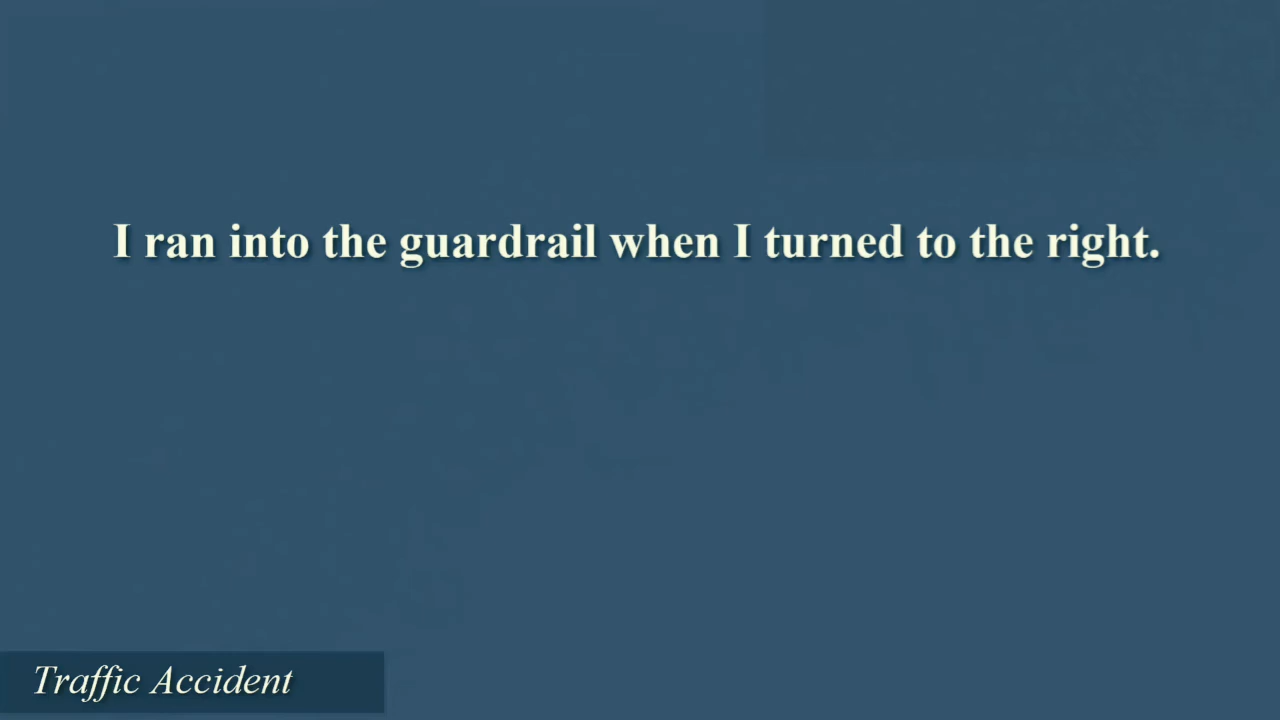 I ran into the guardrail when I turned to the right.
Traffic Accident